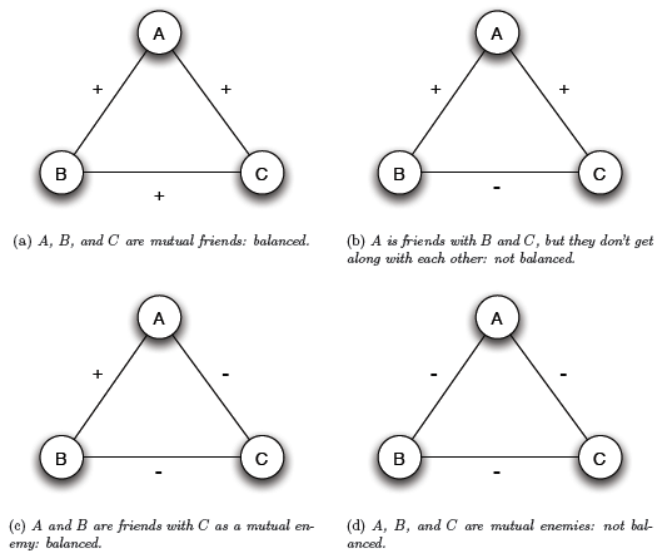 A
+ +
B C
+
(a) A, B, and C are mutual friends: balanced.
A
+ +
B C
-
(b) A is friends with B and C, but they don't get
along with each other: not balanced.
A
+ -
B C
-
(c) A and B are friends with C as a mutual en-
emy: balanced.
A
- -
B C
-
(d) A, B, and C are mutual enemies: not bal-
anced.